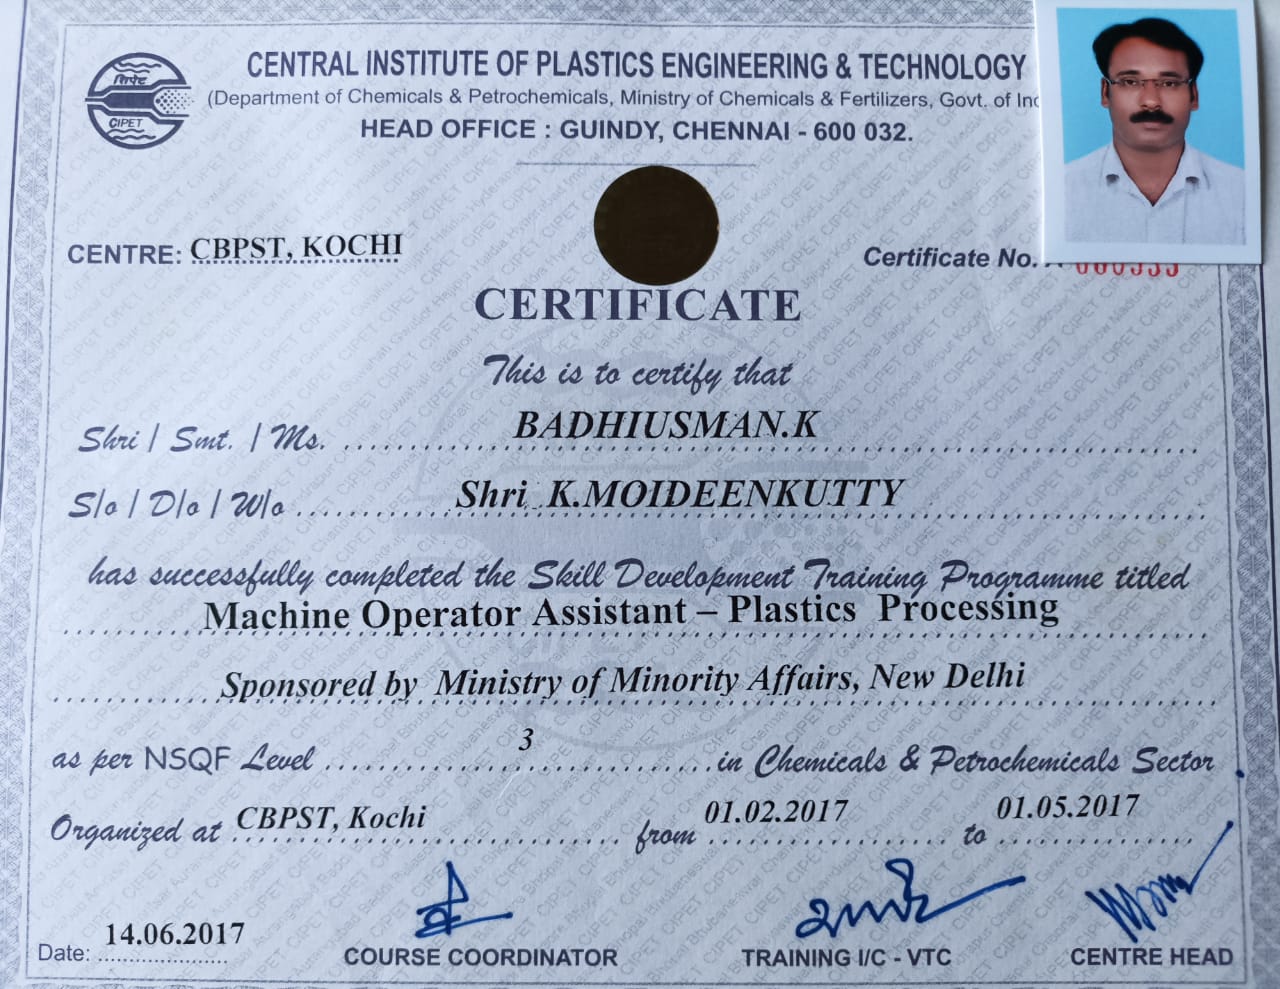 सिपेट
CIPET
CENTRAL INSTITUTE OF PLASTICS ENGINEERING & TECHNOLOGY
(Department of Chemicals & Petrochemicals, Ministry of Chemicals & Fertilizers, Govt. of
HEAD OFFICE : GUINDY, CHENNAI - 600 032.
CENTRE: CBPST, KOCHI
Certificate No.
CERTIFICATE
This is to certify that
Shri / Smt. / Ms. BADHIUSMAN.K
S/o / D/o / W/o Shri K.MOIDEENKUTTY
has successfully completed the Skill Development Training Programme titled
Machine Operator Assistant – Plastics Processing
Sponsored by Ministry of Minority Affairs, New Delhi
as per NSQF Level 3 in Chemicals & Petrochemicals Sector
Organized at CBPST, Kochi from 01.02.2017 to 01.05.2017
Date: 14.06.2017
COURSE COORDINATOR
TRAINING I/C - VTC
CENTRE HEAD